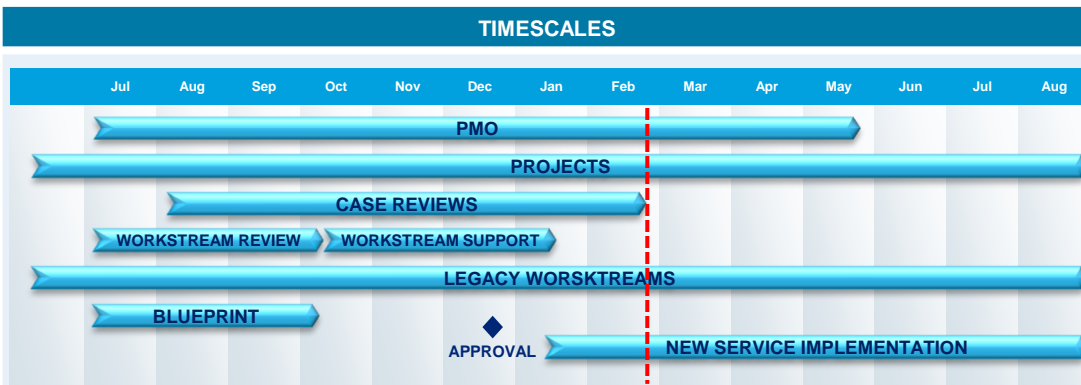 TIMESCALES
Jul Aug Sep Oct Nov Dec Jan Feb Mar Apr May Jun Jul Aug
PMO
PROJECTS
CASE REVIEWS
WORKSTREAM REVIEW WORKSTREAM SUPPORT
LEGACY WORSKTREAMS
BLUEPRINT
APPROVAL NEW SERVICE IMPLEMENTATION